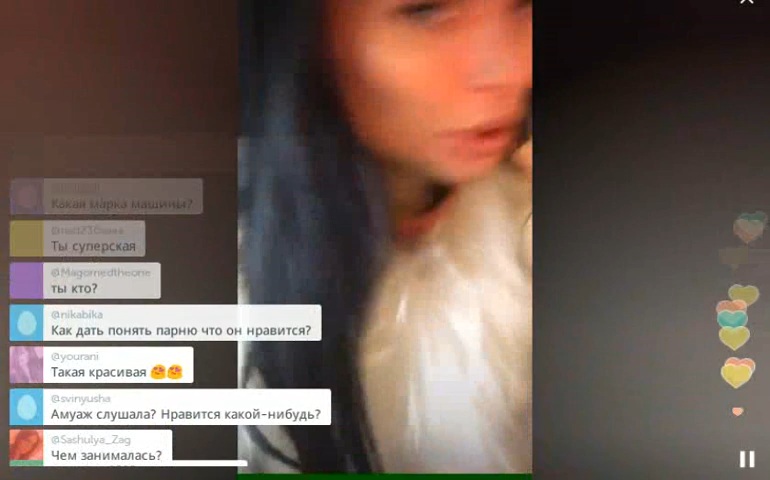 Какая марка машины?
Ты суперская
@Magomedtheone
ты кто?
@nikabika
Как дать понять парню что он нравится?
@yourani
Такая красивая 😍😍
@svinyusha
Амуаж слушала? Нравится какой-нибудь?
@Sashulya_Zag
Чем занималась?